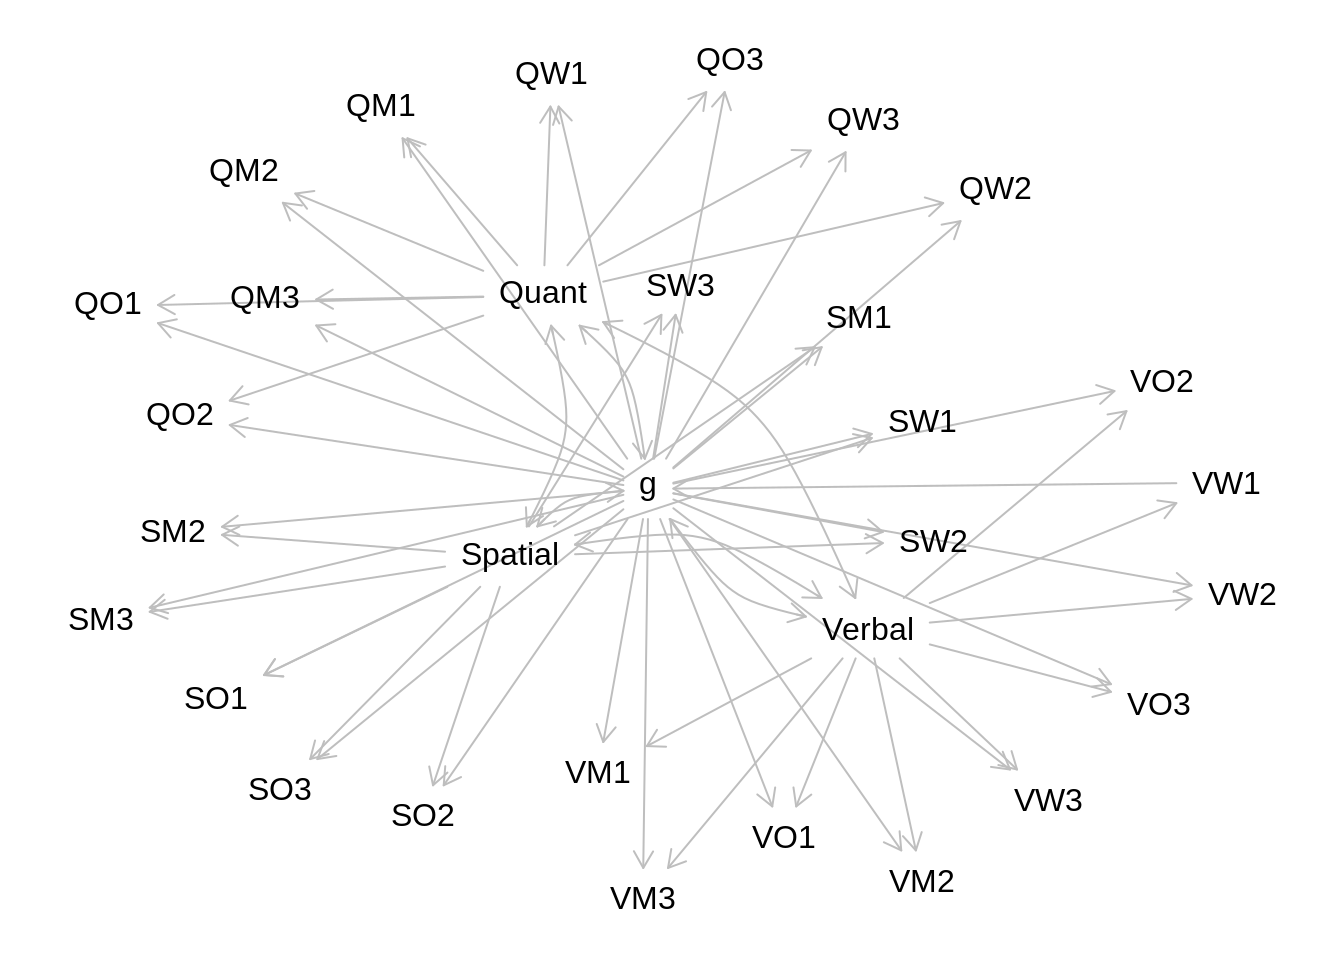 QO3
QW1
QM1
QW3
QM2
QW2
SW3
Quant
QM3
QO1
SM1
VO2
QO2
SW1
g
VW1
SM2
SW2
Spatial
VW2
SM3
Verbal
SO1
VO3
VM1
SO3
VW3
SO2
VO1
VM2
VM3